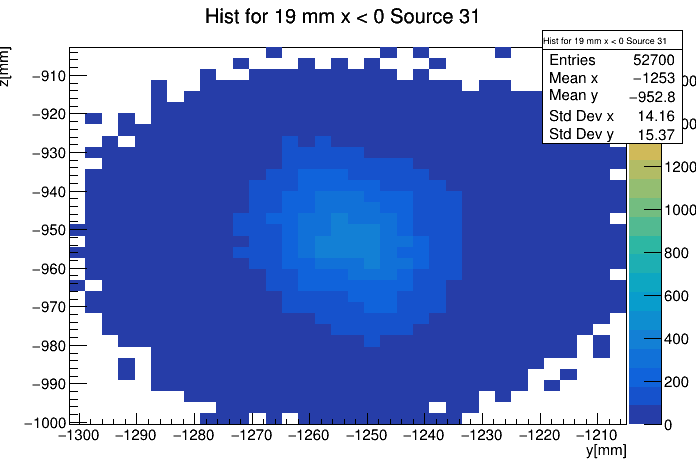 Hist for 19 mm x < 0 Source 31
z[mm]
Hist for 19 mm x < 0 Source 31
Entries 52700
Mean x −1253
Mean y −952.8
Std Dev x 14.16
Std Dev y 15.37
−910
−920
−930
−940
−950
−960
−970
−980
−990
−1000
1200
1000
800
600
400
200
0
−1300 −1290 −1280 −1270 −1260 −1250 −1240 −1230 −1220 −1210
y[mm]